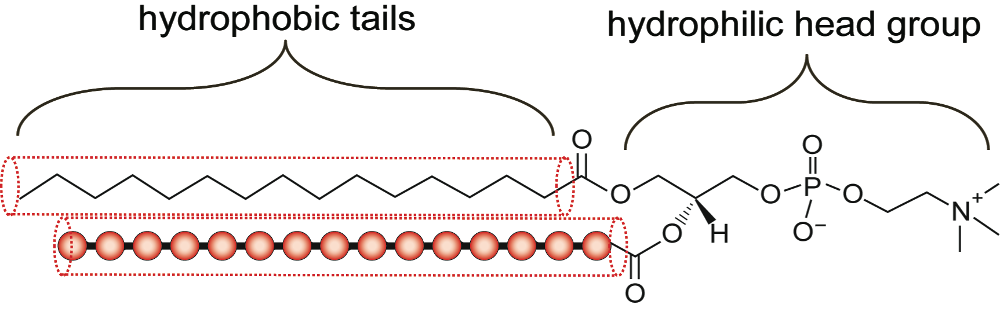 hydrophobic tails
hydrophilic head group
O
O
O
O
P
O
N+
O−
O
H
O